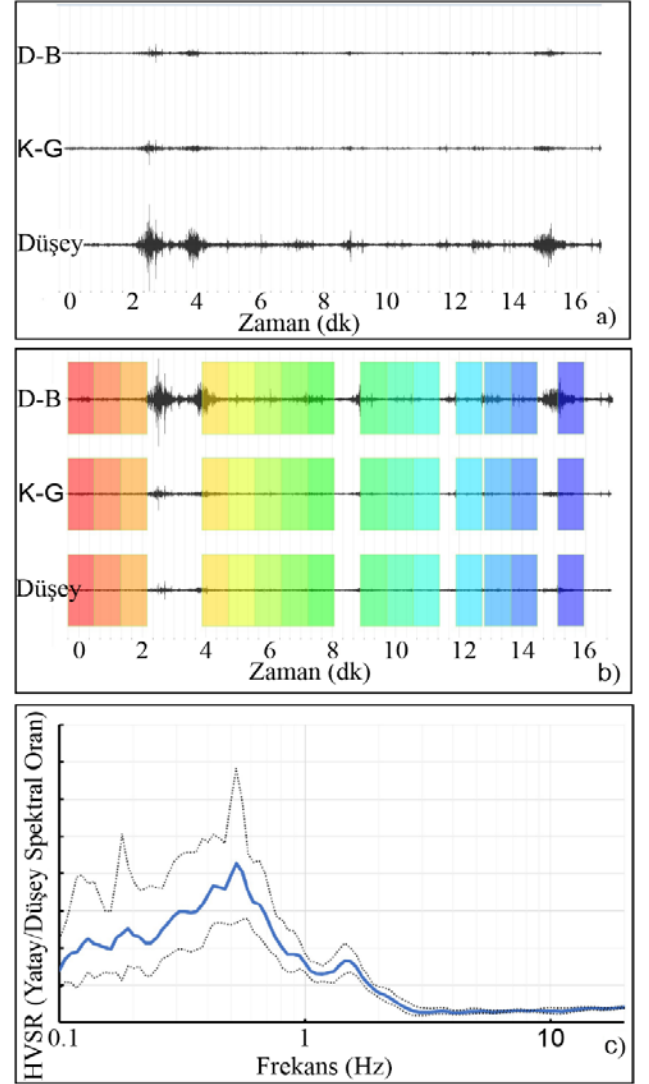 D-B
K-G
Düşey
0 2 4 6 8 10 12 14 16
Zaman (dk)
a)
D-B
K-G
Düşey
0 2 4 6 8 10 12 14 16
Zaman (dk)
b)
HVSR (Yatay/Düşey Spektral Oran)
0.1 1 10
Frekans (Hz)
c)